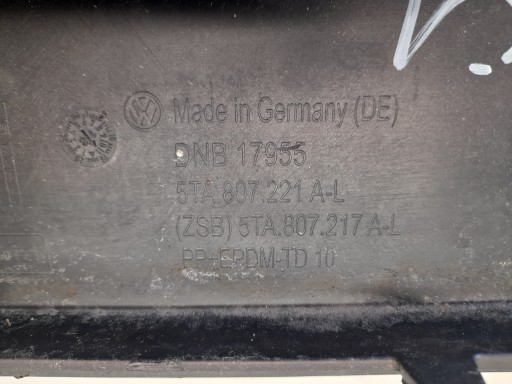 Made in Germany (DE)
DNB 17955
5TA.807.221 A-L
(ZSB) 5TA.807.217 A-L
PP+EPDM-TD 10